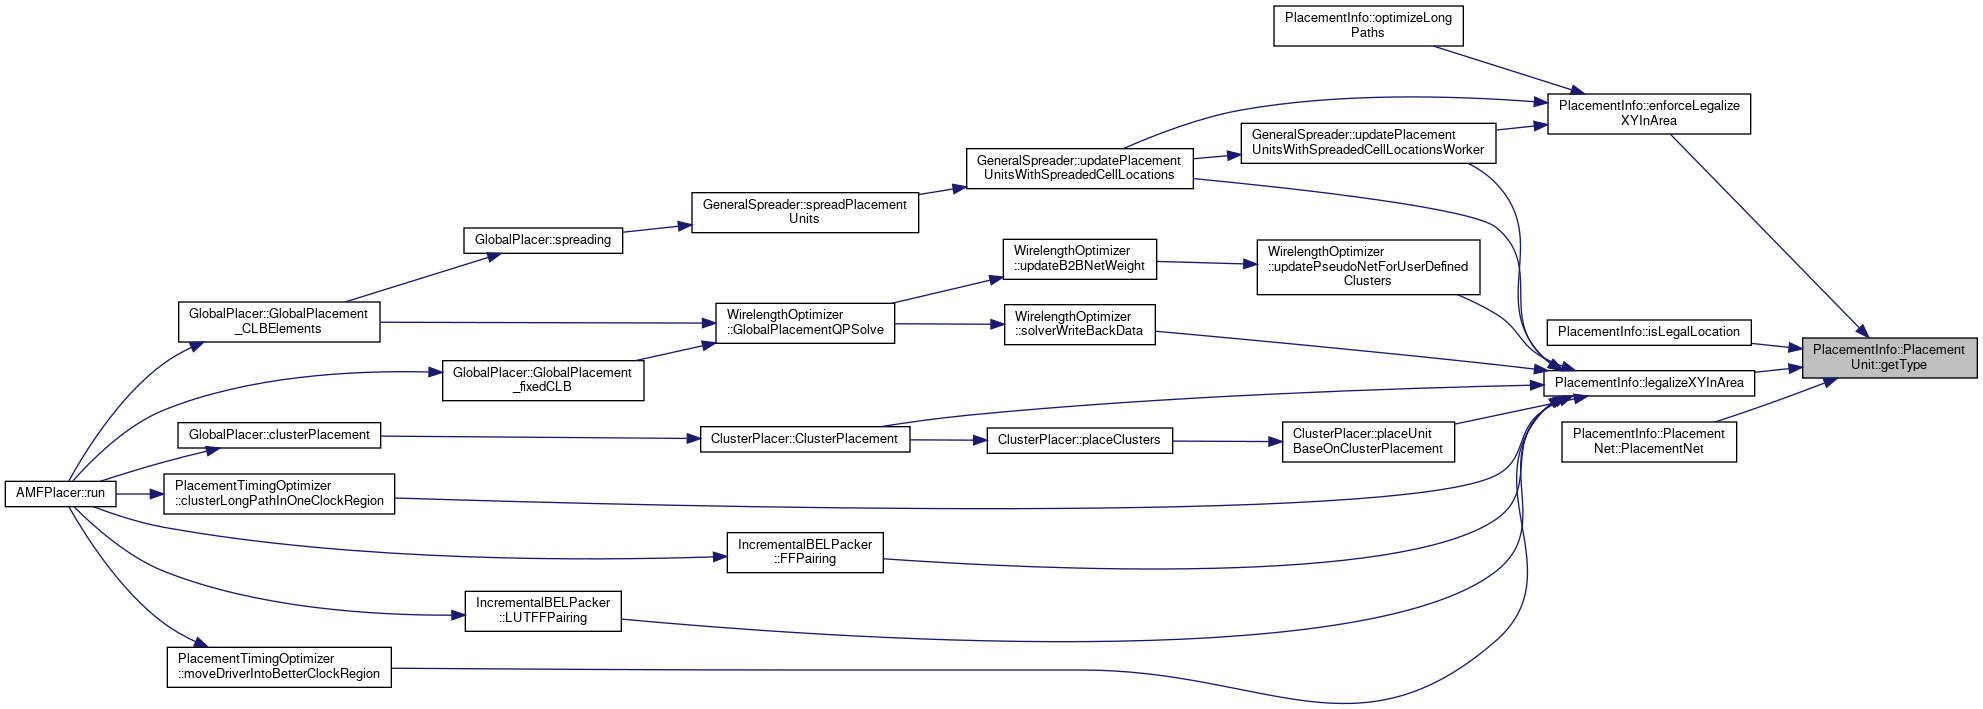 PlacementInfo::optimizeLong
Paths
PlacementInfo::enforceLegalize
XYInArea
GeneralSpreader::updatePlacement
UnitsWithSpreadedCellLocationsWorker
GeneralSpreader::updatePlacement
UnitsWithSpreadedCellLocations
GeneralSpreader::spreadPlacement
Units
GlobalPlacer::spreading
WirelengthOptimizer
::updateB2BNetWeight
WirelengthOptimizer
::updatePseudoNetForUserDefined
Clusters
GlobalPlacer::GlobalPlacement
_CLBElements
WirelengthOptimizer
::GlobalPlacementQPSolve
WirelengthOptimizer
::solverWriteBackData
PlacementInfo::isLegalLocation
PlacementInfo::Placement
Unit::getType
GlobalPlacer::GlobalPlacement
_fixedCLB
PlacementInfo::legalizeXYInArea
GlobalPlacer::clusterPlacement
ClusterPlacer::ClusterPlacement
ClusterPlacer::placeClusters
ClusterPlacer::placeUnit
BaseOnClusterPlacement
PlacementInfo::Placement
Net::PlacementNet
AMFPlacer::run
PlacementTimingOptimizer
::clusterLongPathInOneClockRegion
IncrementalBELPacker
::FFPairing
IncrementalBELPacker
::LUTFFPairing
PlacementTimingOptimizer
::moveDriverIntoBetterClockRegion